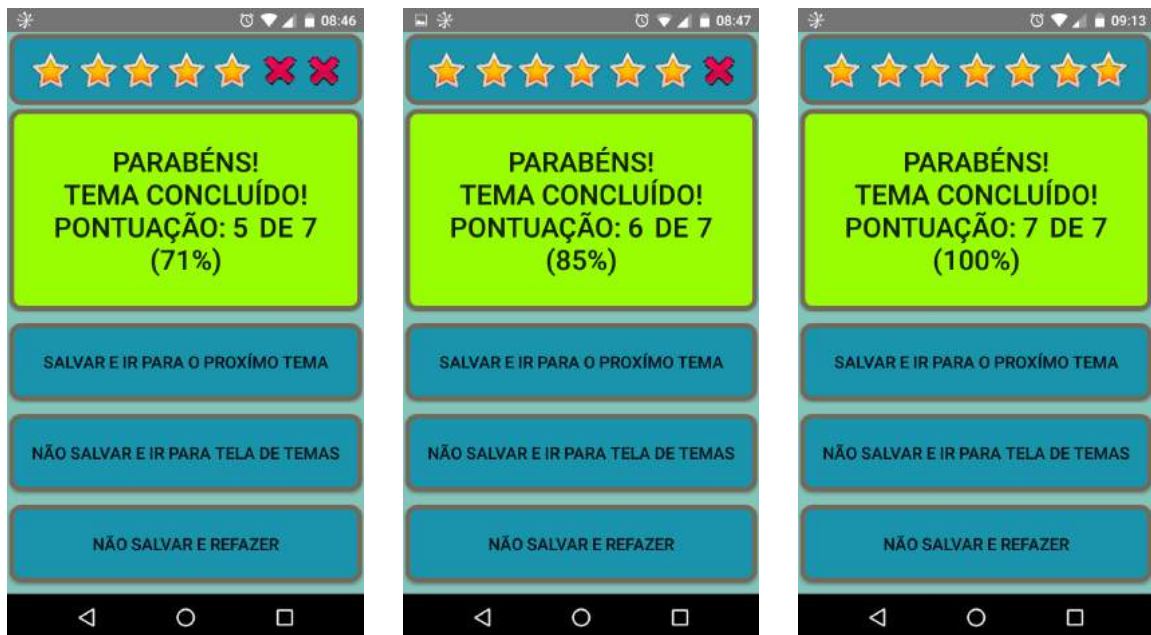 08:46
PARABÉNS!
TEMA CONCLUÍDO!
PONTUAÇÃO: 5 DE 7
(71%)
SALVAR E IR PARA O PROXÍMO TEMA
NÃO SALVAR E IR PARA TELA DE TEMAS
NÃO SALVAR E REFAZER
08:47
PARABÉNS!
TEMA CONCLUÍDO!
PONTUAÇÃO: 6 DE 7
(85%)
SALVAR E IR PARA O PROXÍMO TEMA
NÃO SALVAR E IR PARA TELA DE TEMAS
NÃO SALVAR E REFAZER
09:13
PARABÉNS!
TEMA CONCLUÍDO!
PONTUAÇÃO: 7 DE 7
(100%)
SALVAR E IR PARA O PROXÍMO TEMA
NÃO SALVAR E IR PARA TELA DE TEMAS
NÃO SALVAR E REFAZER